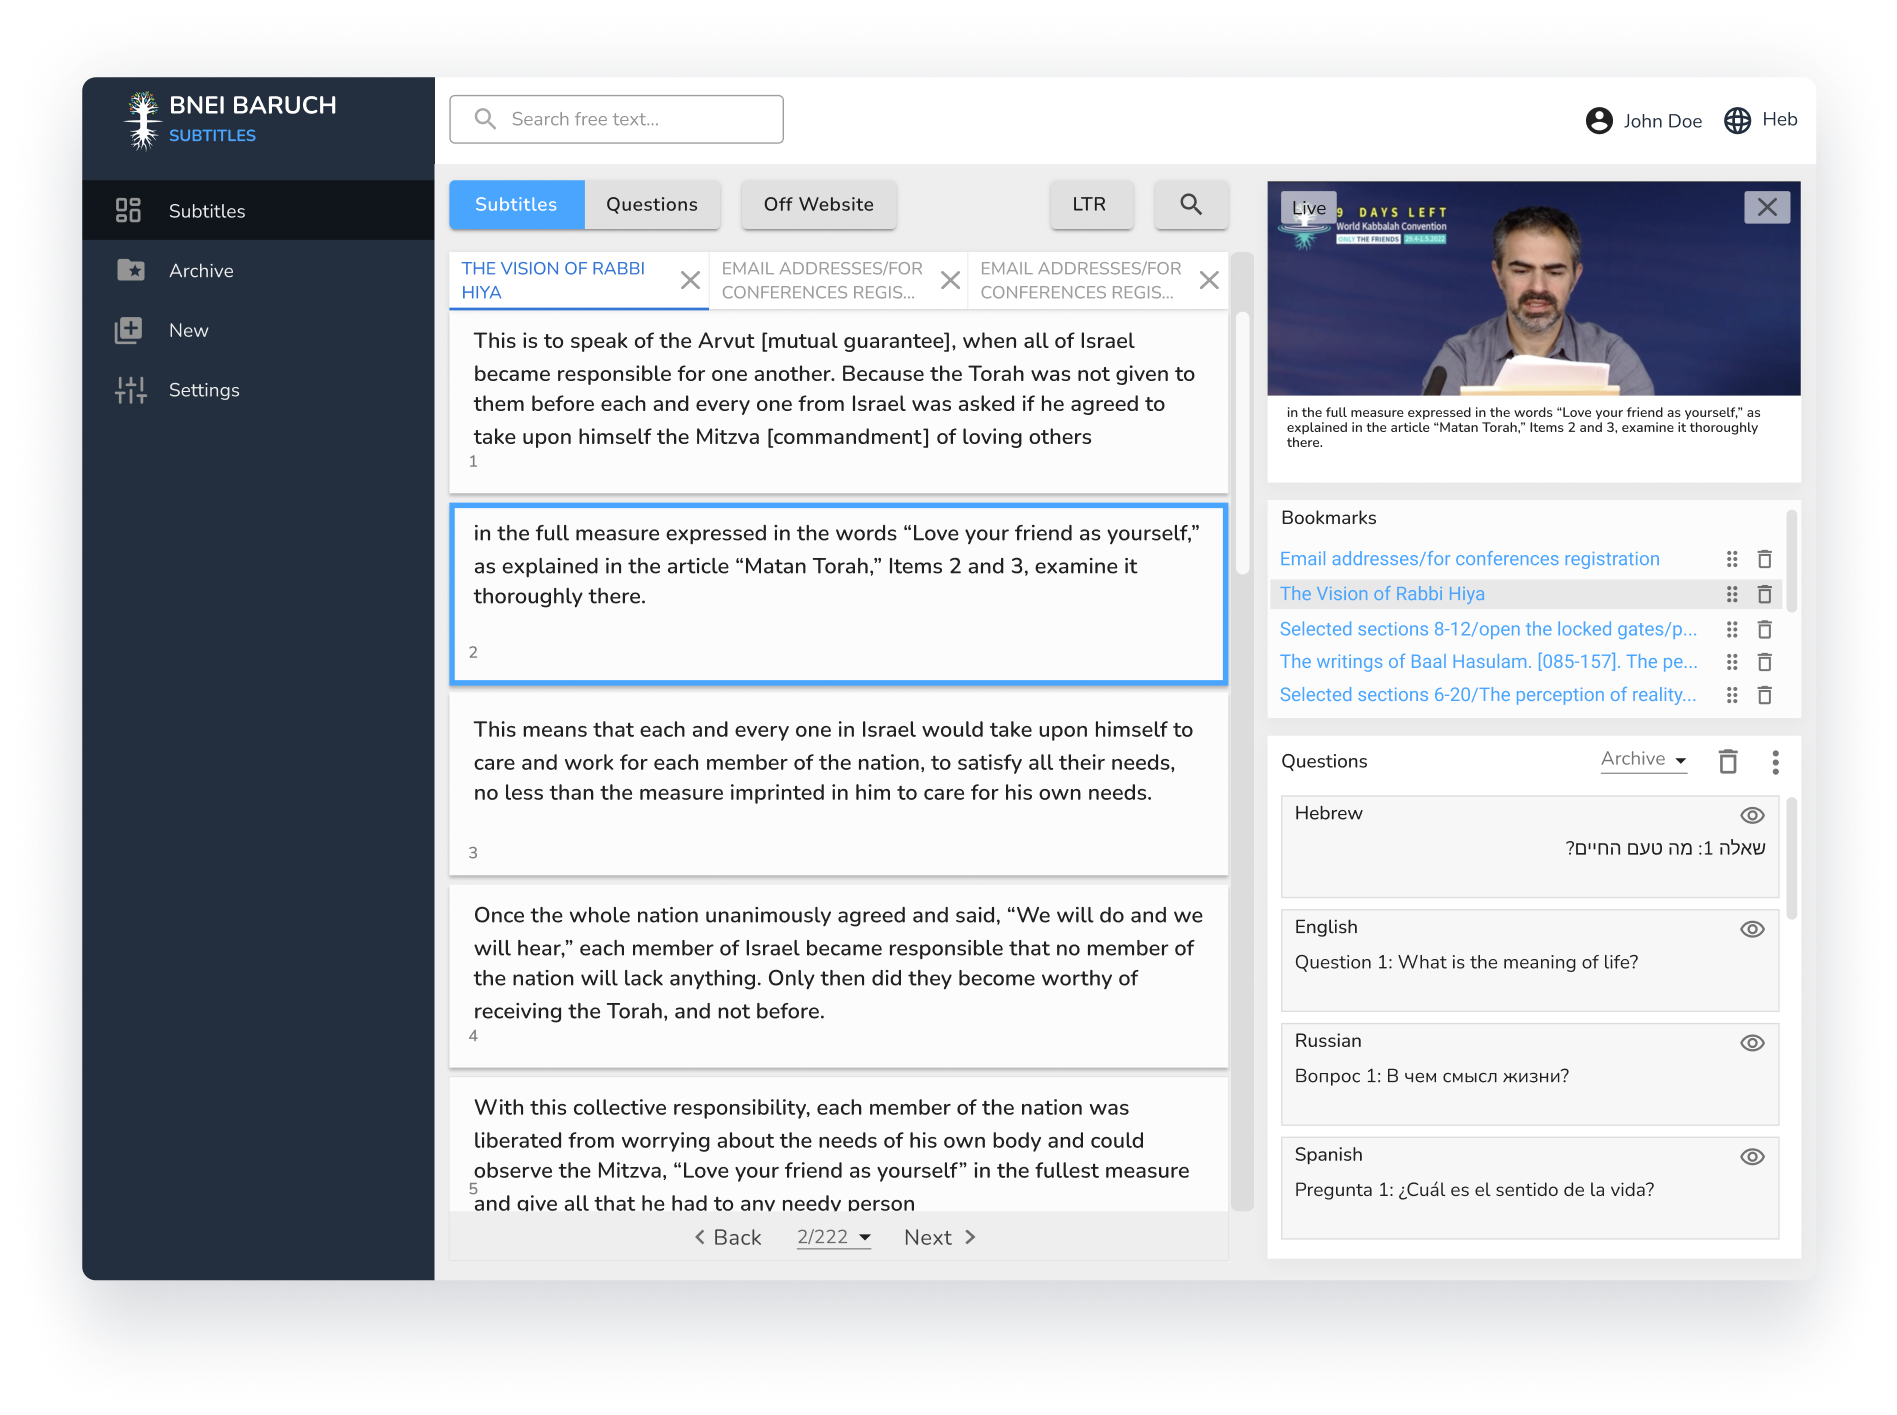 BNEI BARUCH
SUBTITLES
Subtitles
Archive
New
Settings
Search free text...
John Doe
Heb
Subtitles
Questions
Off Website
LTR
THE VISION OF RABBI
HIYA
EMAIL ADDRESSES/FOR
CONFERENCES REGIS...
EMAIL ADDRESSES/FOR
CONFERENCES REGIS...
This is to speak of the Arvut [mutual guarantee], when all of Israel
became responsible for one another. Because the Torah was not given to
them before each and every one from Israel was asked if he agreed to
take upon himself the Mitzva [commandment] of loving others
1
in the full measure expressed in the words “Love your friend as yourself,”
as explained in the article “Matan Torah,” Items 2 and 3, examine it
thoroughly there.
2
This means that each and every one in Israel would take upon himself to
care and work for each member of the nation, to satisfy all their needs,
no less than the measure imprinted in him to care for his own needs.
3
Once the whole nation unanimously agreed and said, “We will do and we
will hear,” each member of Israel became responsible that no member of
the nation will lack anything. Only then did they become worthy of
receiving the Torah, and not before.
4
With this collective responsibility, each member of the nation was
liberated from worrying about the needs of his own body and could
observe the Mitzva, “Love your friend as yourself” in the fullest measure
5
and give all that he had to any needy person
Back
2/222
Next
Live
9 DAYS LEFT
World Kabbalah Convention
ONLY THE FRIENDS 29.4-1.5.2022
in the full measure expressed in the words “Love your friend as yourself,” as
explained in the article “Matan Torah,” Items 2 and 3, examine it thoroughly
there.
Bookmarks
Email addresses/for conferences registration
The Vision of Rabbi Hiya
Selected sections 8-12/open the locked gates/p...
The writings of Baal Hasulam. [085-157]. The pe...
Selected sections 6-20/The perception of reality...
Questions
Archive
Hebrew
שאלה 1: מה טעם החיים?
English
Question 1: What is the meaning of life?
Russian
Вопрос 1: В чем смысл жизни?
Spanish
Pregunta 1: ¿Cuál es el sentido de la vida?